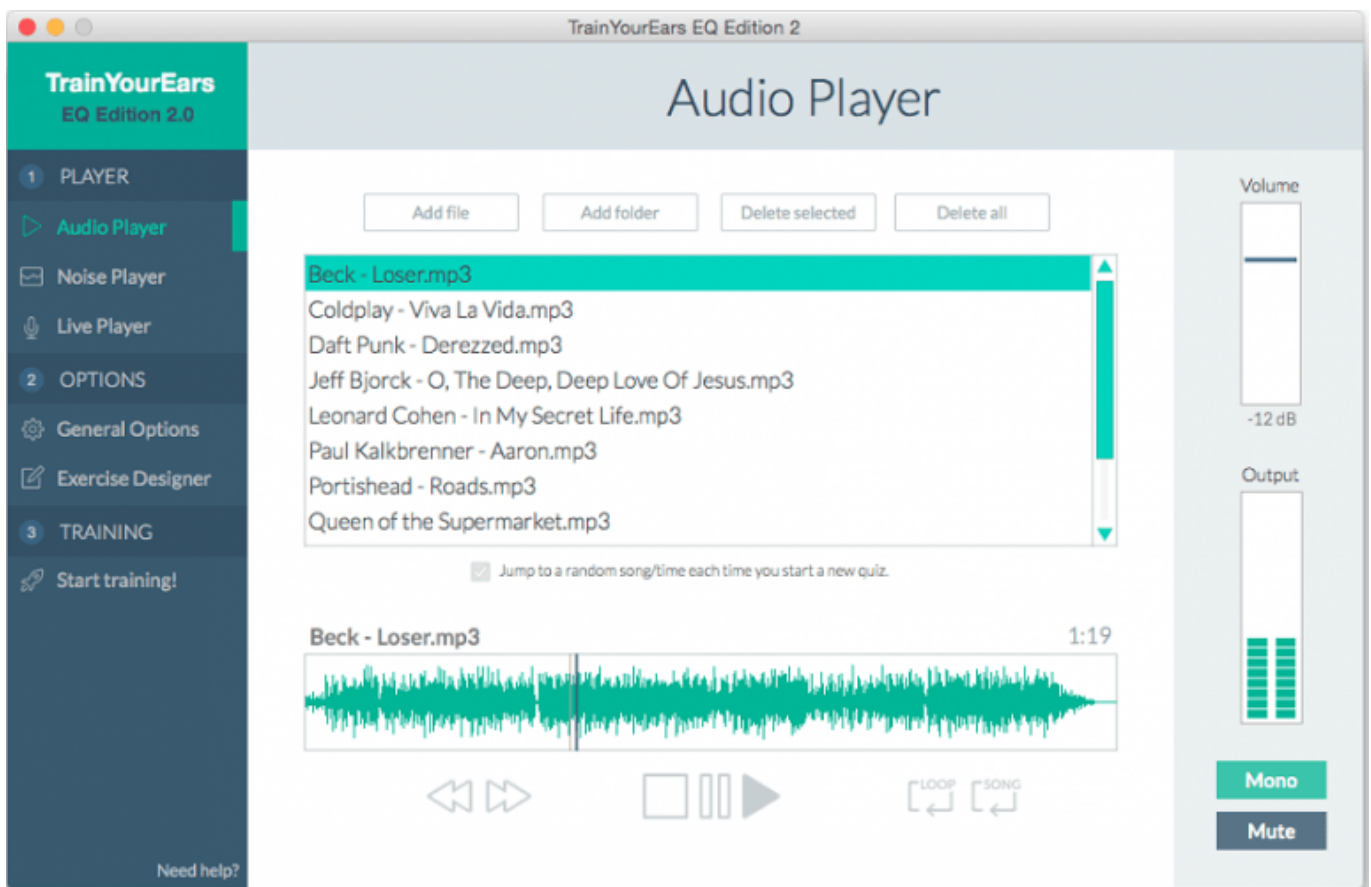 TrainYourEars EQ Edition 2
TrainYourEars
EQ Edition 2.0
1 PLAYER
Audio Player
Noise Player
Live Player
2 OPTIONS
General Options
Exercise Designer
3 TRAINING
Start training!
Need help?
Audio Player
Add file Add folder Delete selected Delete all
Beck - Loser.mp3
Coldplay - Viva La Vida.mp3
Daft Punk - Derezzed.mp3
Jeff Bjorck - O, The Deep, Deep Love Of Jesus.mp3
Leonard Cohen - In My Secret Life.mp3
Paul Kalkbrenner - Aaron.mp3
Portishead - Roads.mp3
Queen of the Supermarket.mp3
Jump to a random song/time each time you start a new quiz.
Beck - Loser.mp3 1:19
LOOP SONG
Volume
-12 dB
Output
Mono
Mute